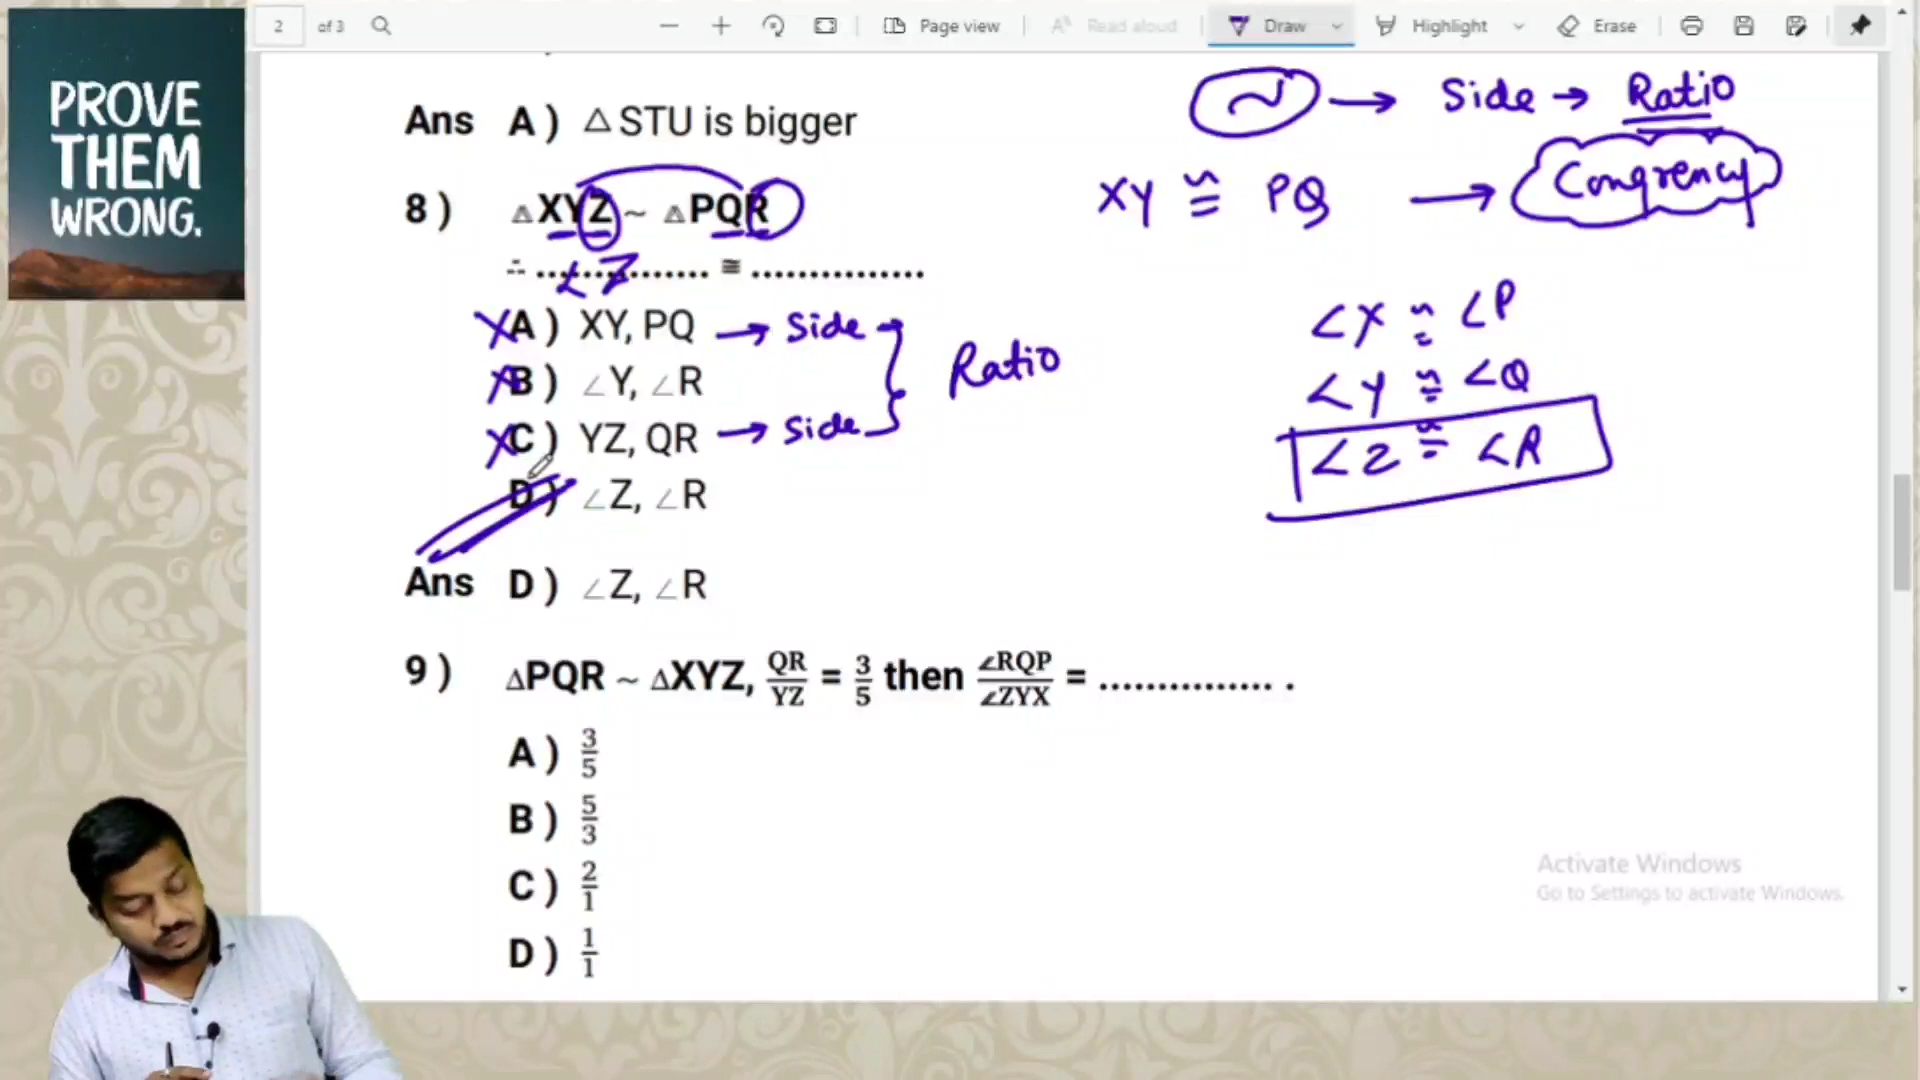 2 of 3 Page view Read aloud Draw Highlight Erase
PROVE
THEM
WRONG.
~ → Side → Ratio
Ans A ) △ STU is bigger
XY ≅ PQ → Congrency
8 ) △XYZ ~ △PQR
∴ ............... ≅ ...............
∠Z
∠X ≅ ∠P
X A ) XY, PQ → Side
Ratio
X B ) ∠Y, ∠R
∠Y ≅ ∠Q
X C ) YZ, QR → Side
∠Z ≅ ∠R
D ) ∠Z, ∠R
Ans D ) ∠Z, ∠R
9 ) △PQR ~ △XYZ, QR/YZ = 3/5 then ∠RQP/∠ZYX = ............... .
A ) 3/5
B ) 5/3
C ) 2/1
D ) 1/1
Activate Windows
Go to Settings to activate Windows.